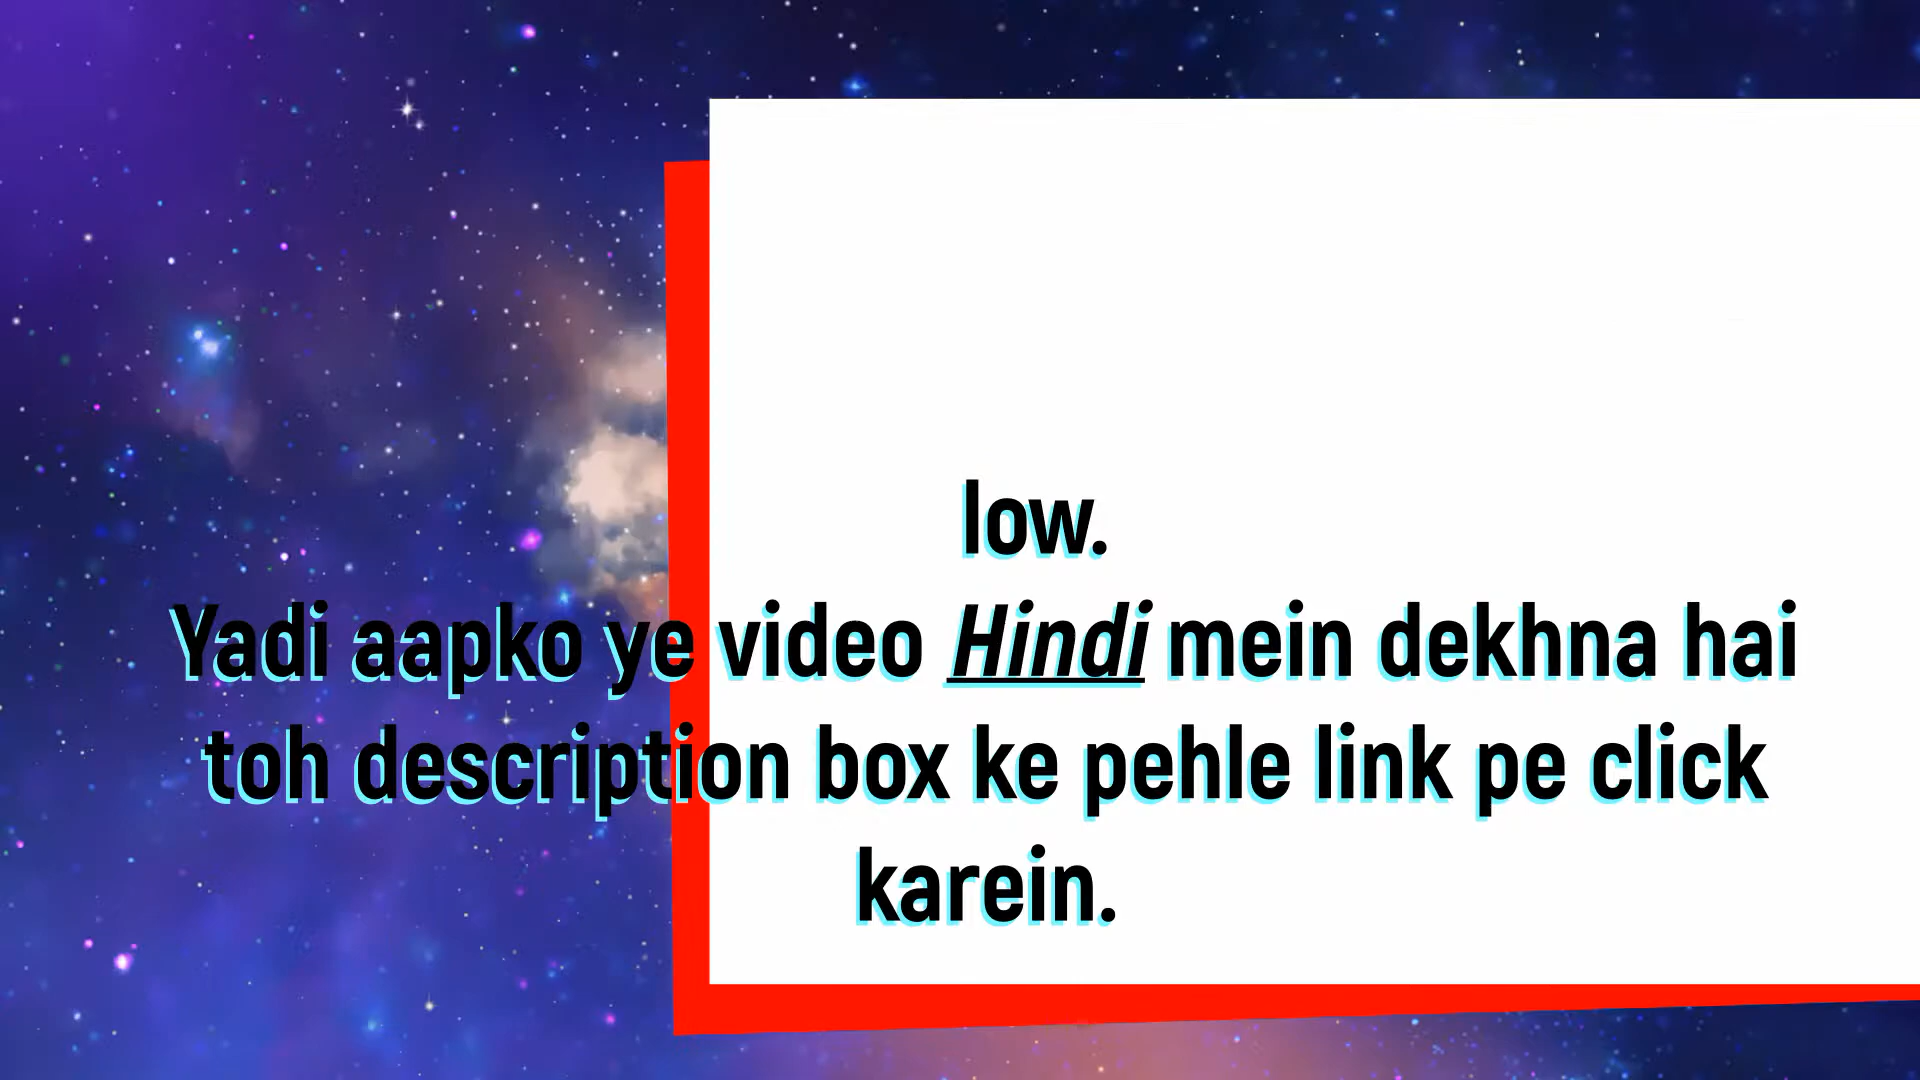 low.
Yadi aapko ye video Hindi mein dekhna hai
toh description box ke pehle link pe click
karein.